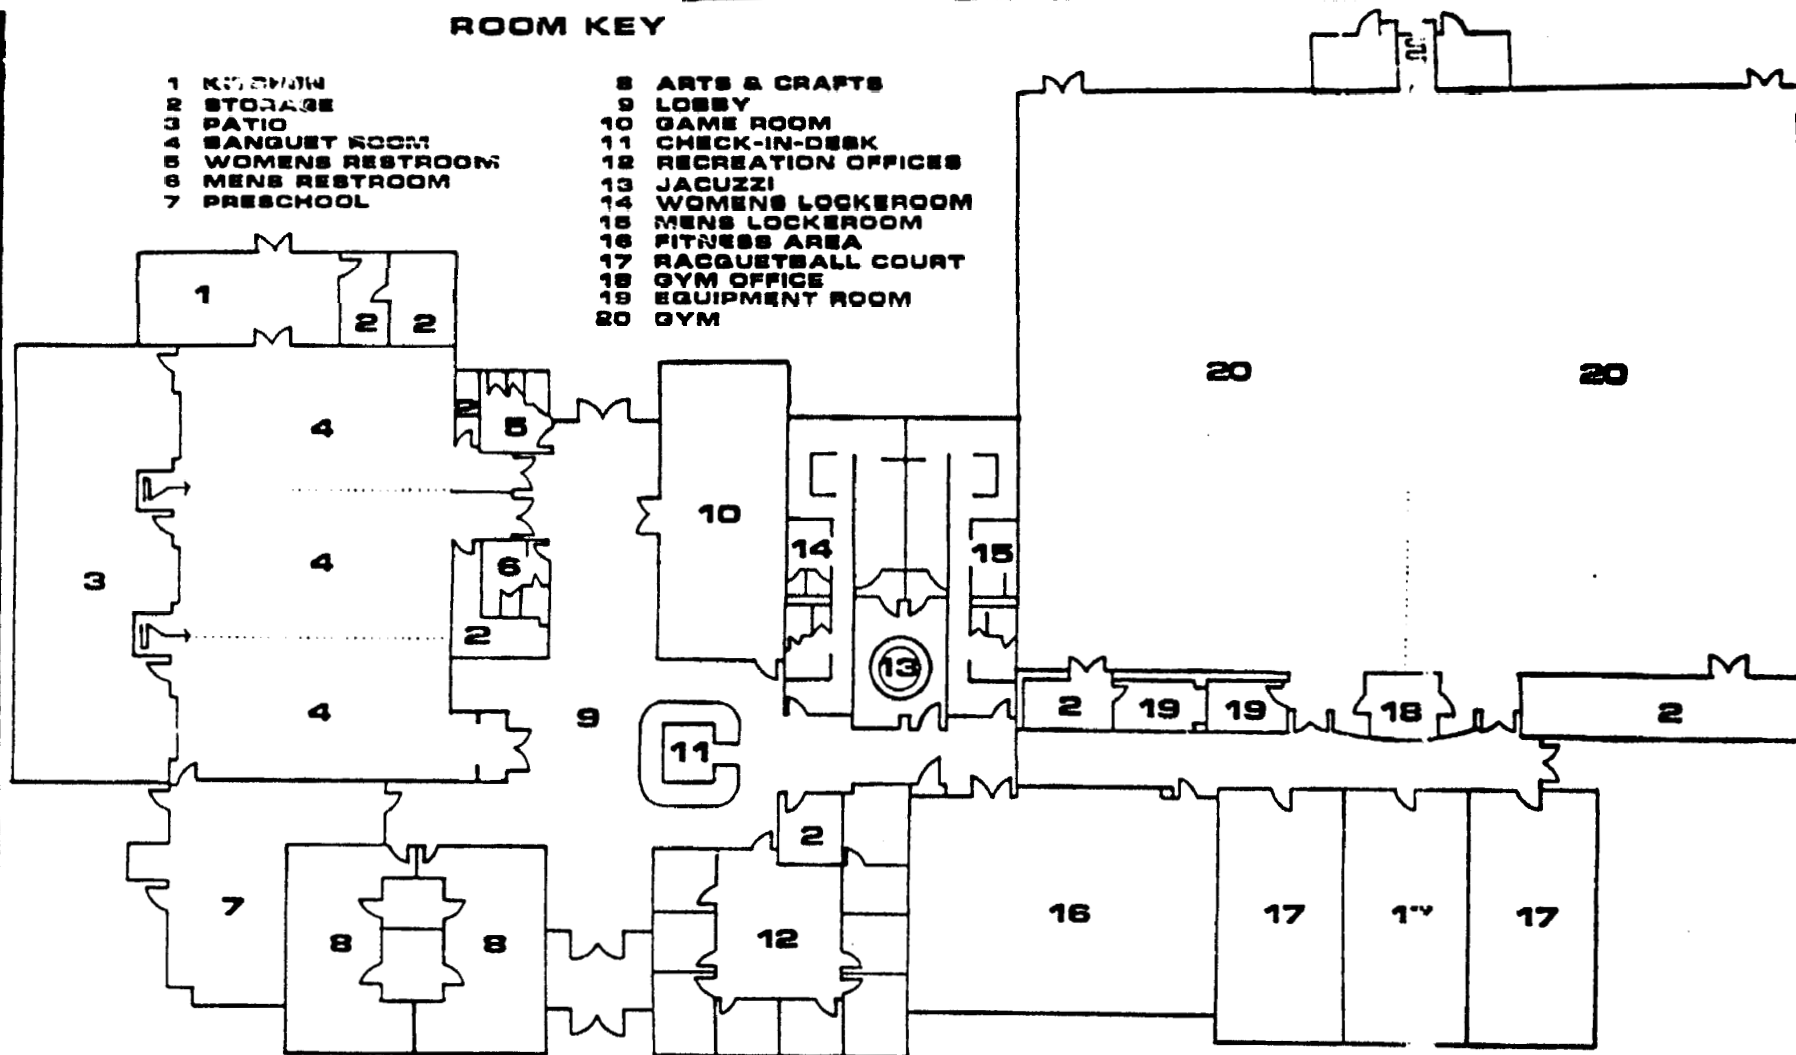 ROOM KEY
1 KITCHEN
2 STORAGE
3 PATIO
4 BANQUET ROOM
5 WOMENS RESTROOM
6 MENS RESTROOM
7 PRESCHOOL
8 ARTS & CRAFTS
9 LOBBY
10 GAME ROOM
11 CHECK-IN-DESK
12 RECREATION OFFICES
13 JACUZZI
14 WOMENS LOCKEROOM
15 MENS LOCKEROOM
16 FITNESS AREA
17 RACQUETBALL COURT
18 GYM OFFICE
19 EQUIPMENT ROOM
20 GYM
1
2
2
20
20
2
4
5
10
14
15
4
6
3
2
13
4
9
2
19
19
18
2
11
2
7
8
8
12
16
17
17